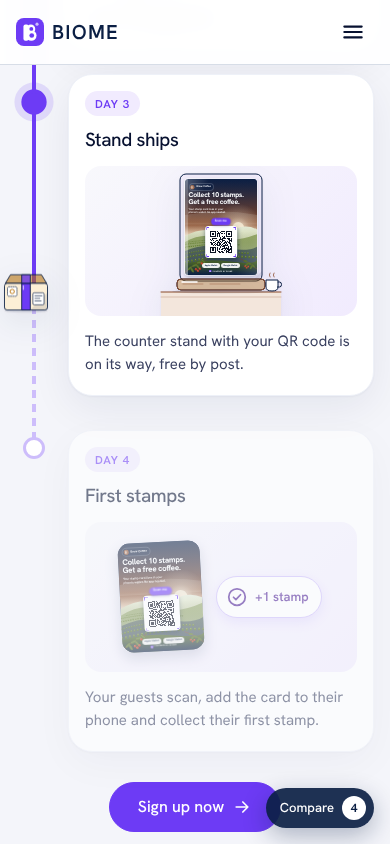 BIOME
DAY 3
Stand ships
Collect 10 stamps.
Get a free coffee.
The counter stand with your QR code is
on its way, free by post.
DAY 4
First stamps
Collect 10 stamps.
Get a free coffee.
+1 stamp
Your guests scan, add the card to their
phone and collect their first stamp.
Sign up now
Compare 4